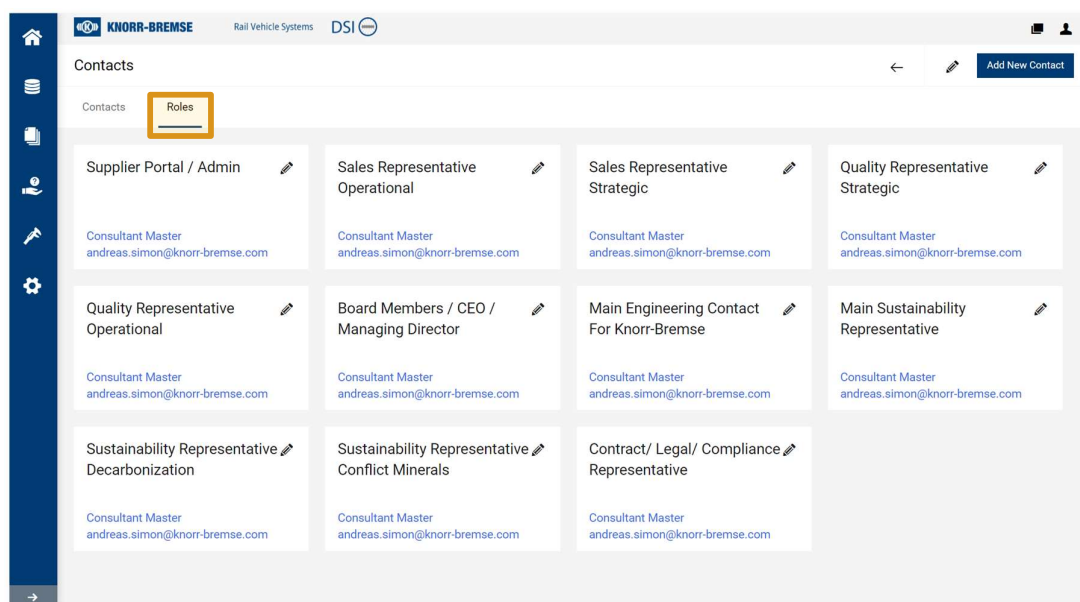 KNORR-BREMSE Rail Vehicle Systems DSI
Contacts
Add New Contact
Contacts Roles
Supplier Portal / Admin
Consultant Master
andreas.simon@knorr-bremse.com
Sales Representative
Operational
Consultant Master
andreas.simon@knorr-bremse.com
Sales Representative
Strategic
Consultant Master
andreas.simon@knorr-bremse.com
Quality Representative
Strategic
Consultant Master
andreas.simon@knorr-bremse.com
Quality Representative
Operational
Consultant Master
andreas.simon@knorr-bremse.com
Board Members / CEO /
Managing Director
Consultant Master
andreas.simon@knorr-bremse.com
Main Engineering Contact
For Knorr-Bremse
Consultant Master
andreas.simon@knorr-bremse.com
Main Sustainability
Representative
Consultant Master
andreas.simon@knorr-bremse.com
Sustainability Representative
Decarbonization
Consultant Master
andreas.simon@knorr-bremse.com
Sustainability Representative
Conflict Minerals
Consultant Master
andreas.simon@knorr-bremse.com
Contract/ Legal/ Compliance
Representative
Consultant Master
andreas.simon@knorr-bremse.com